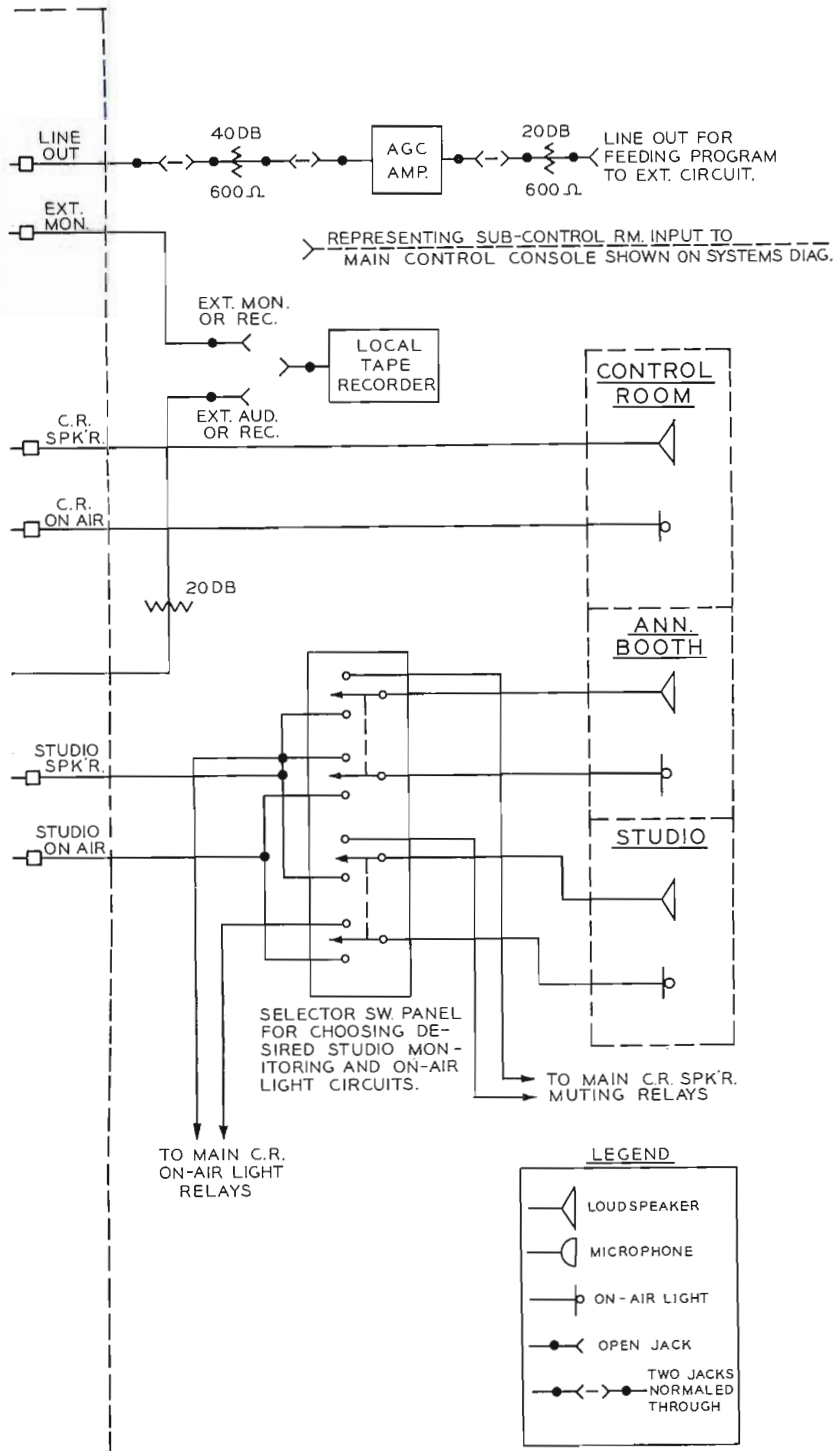 LINE
OUT
40DB
600Ω
AGC
AMP.
20DB
600Ω
LINE OUT FOR
FEEDING PROGRAM
TO EXT. CIRCUIT.
EXT.
MON.
REPRESENTING SUB-CONTROL RM. INPUT TO
MAIN CONTROL CONSOLE SHOWN ON SYSTEMS DIAG.
EXT. MON.
OR REC.
LOCAL
TAPE
RECORDER
EXT. AUD.
OR REC.
CONTROL
ROOM
C.R.
SPK'R.
C.R.
ON AIR
20DB
ANN.
BOOTH
STUDIO
SPK'R.
STUDIO
ON AIR
STUDIO
SELECTOR SW. PANEL
FOR CHOOSING DE-
SIRED STUDIO MON-
ITORING AND ON-AIR
LIGHT CIRCUITS.
TO MAIN C.R. SPK'R.
MUTING RELAYS
TO MAIN C.R.
ON-AIR LIGHT
RELAYS
LEGEND
LOUDSPEAKER
MICROPHONE
ON-AIR LIGHT
OPEN JACK
TWO JACKS
NORMALED
THROUGH